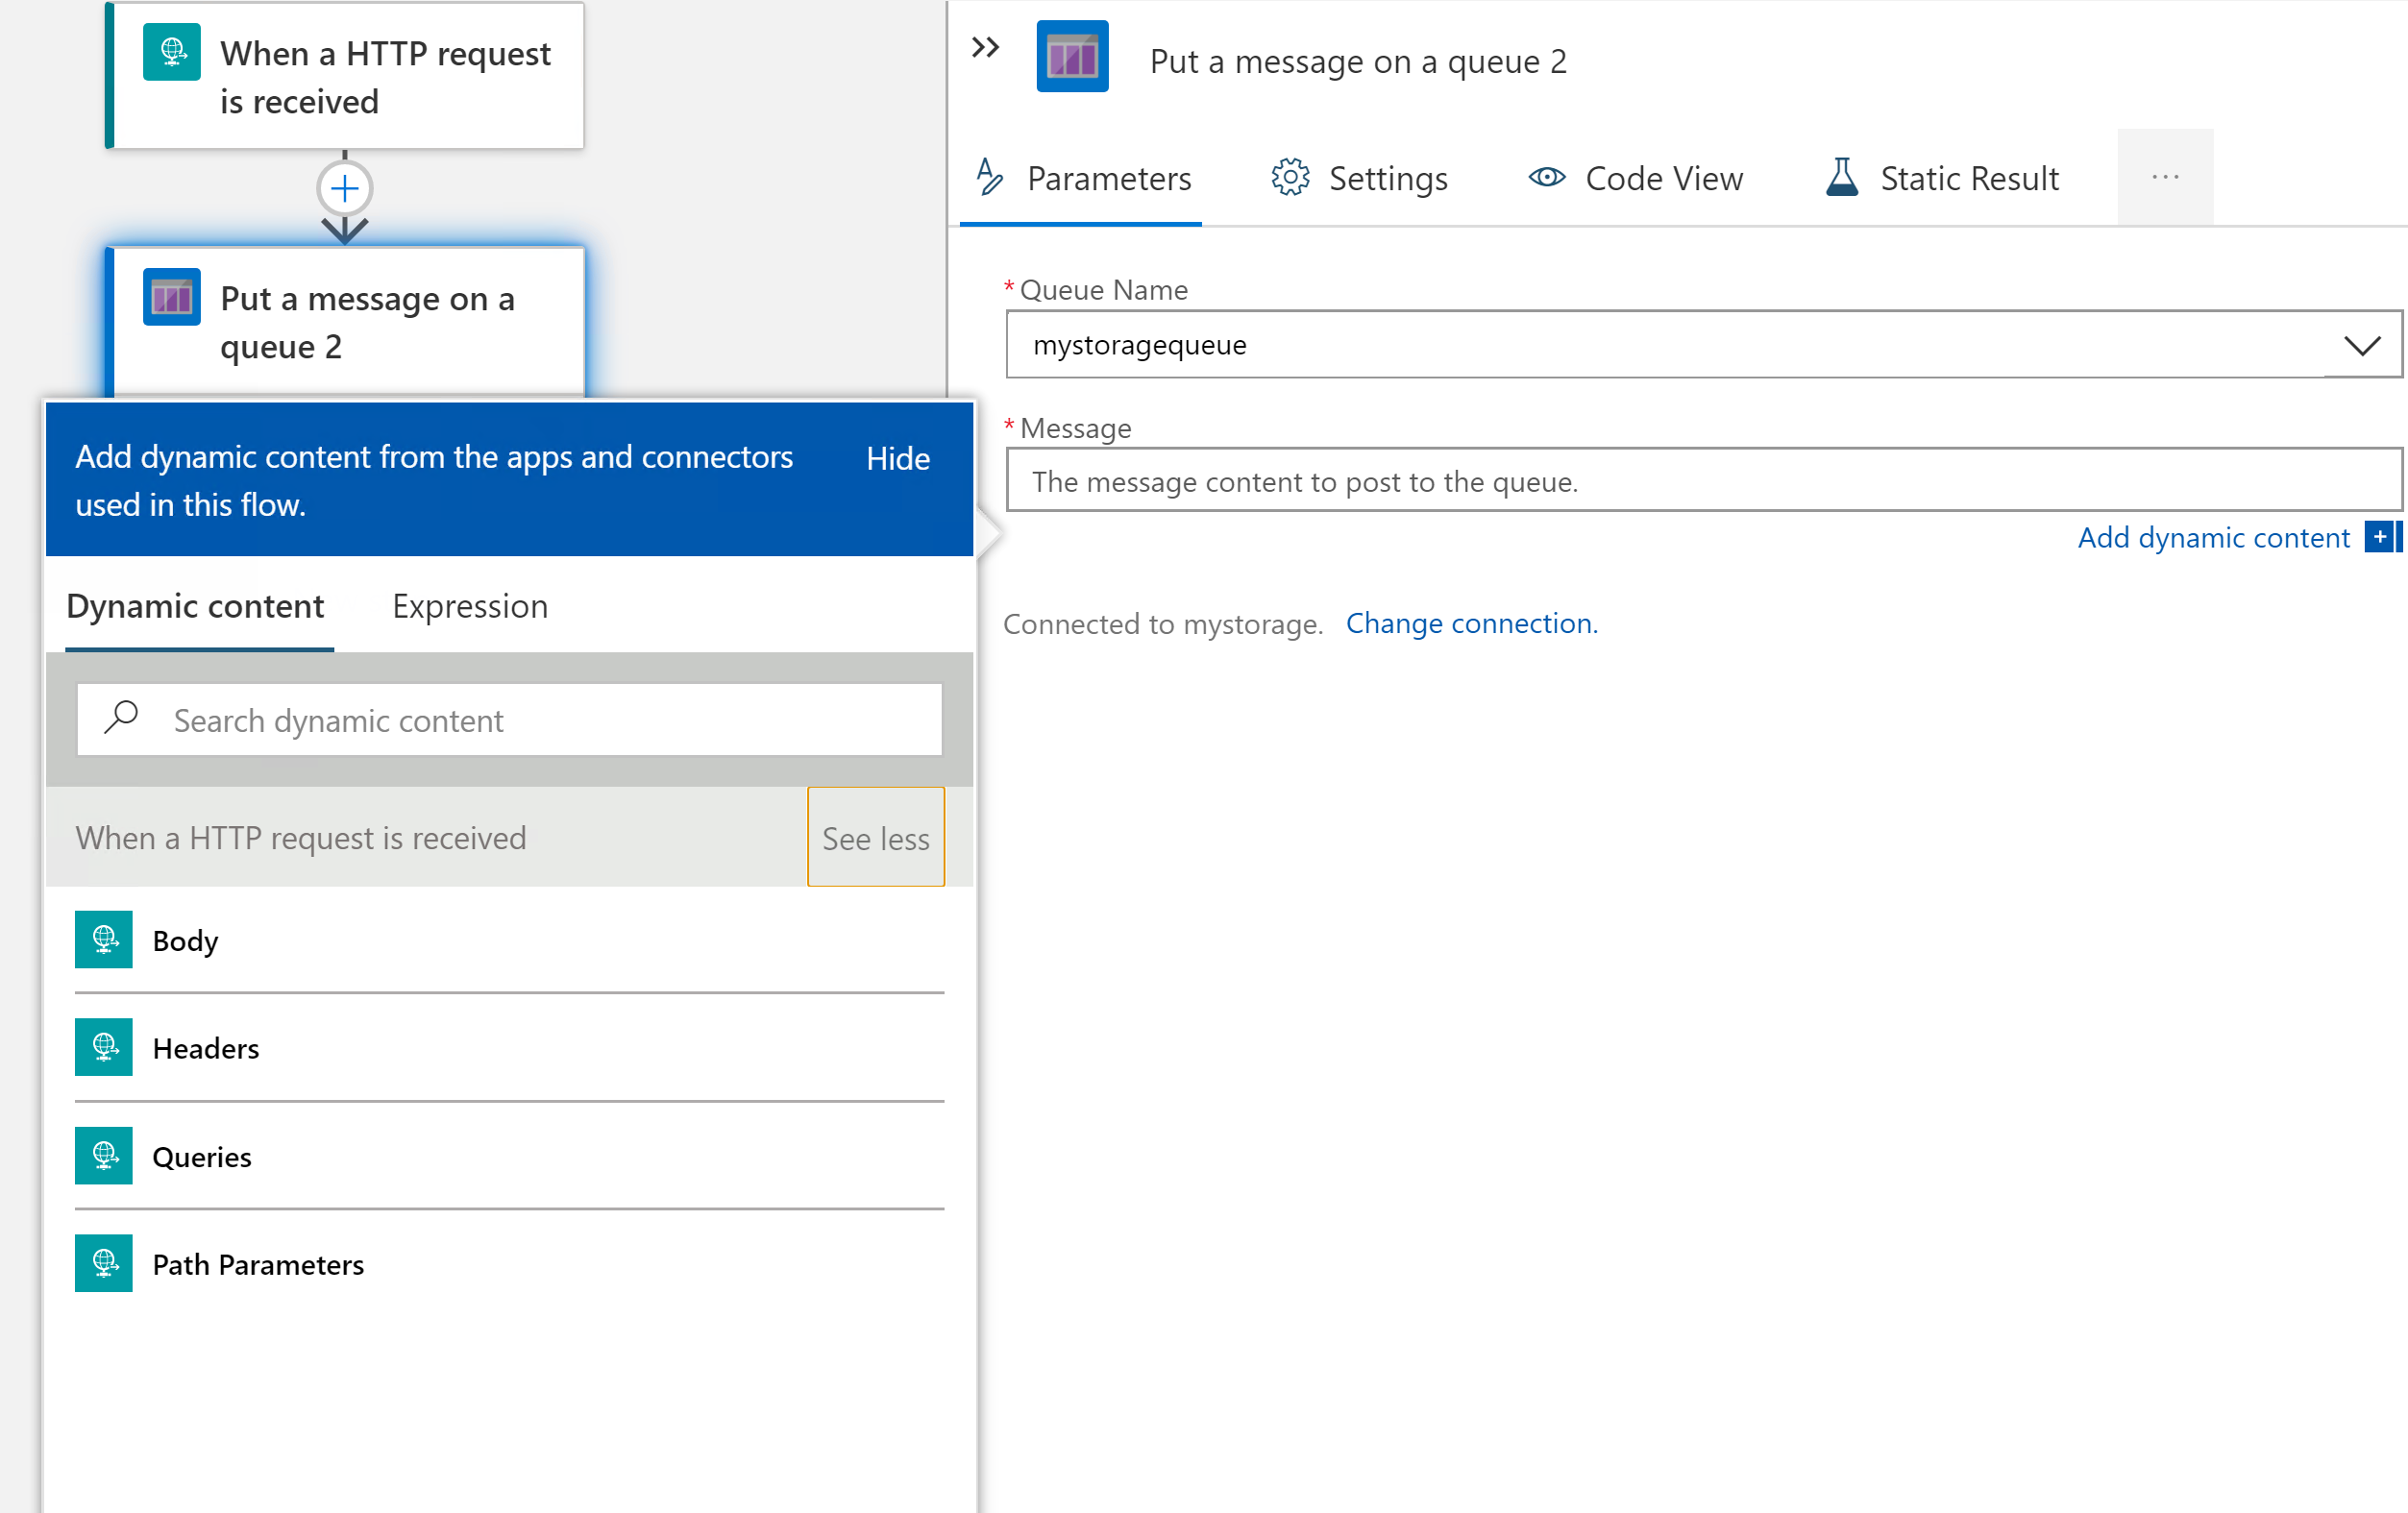 When a HTTP request
is received
Put a message on a
queue 2
Add dynamic content from the apps and connectors
used in this flow.
Hide
Dynamic content
Expression
Search dynamic content
When a HTTP request is received
See less
Body
Headers
Queries
Path Parameters
Put a message on a queue 2
Parameters
Settings
Code View
Static Result
...
* Queue Name
mystoragequeue
* Message
The message content to post to the queue.
Add dynamic content
Connected to mystorage. Change connection.